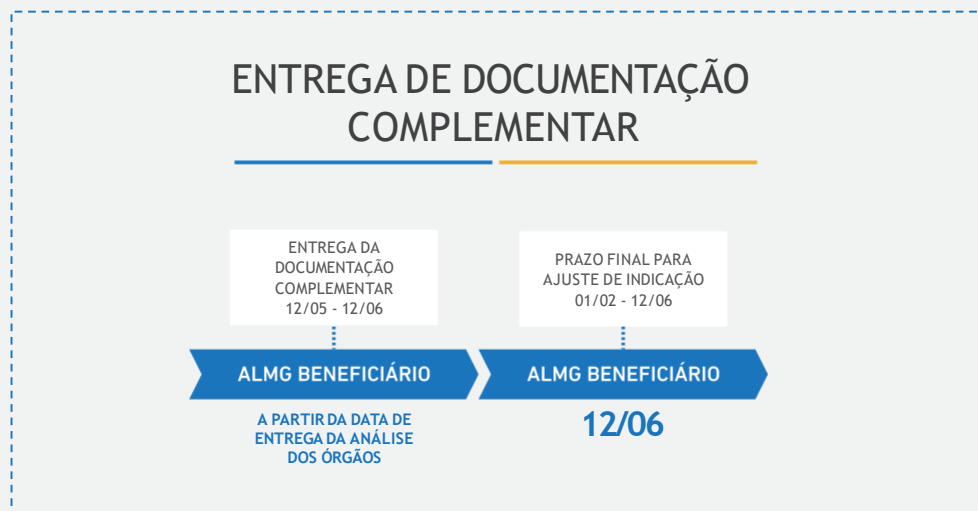 ENTREGA DE DOCUMENTAÇÃO
COMPLEMENTAR
ENTREGA DA
DOCUMENTAÇÃO
COMPLEMENTAR
12/05 - 12/06
PRAZO FINAL PARA
AJUSTE DE INDICAÇÃO
01/02 - 12/06
ALMG BENEFICIÁRIO
ALMG BENEFICIÁRIO
A PARTIR DA DATA DE
ENTREGA DA ANÁLISE
DOS ÓRGÃOS
12/06